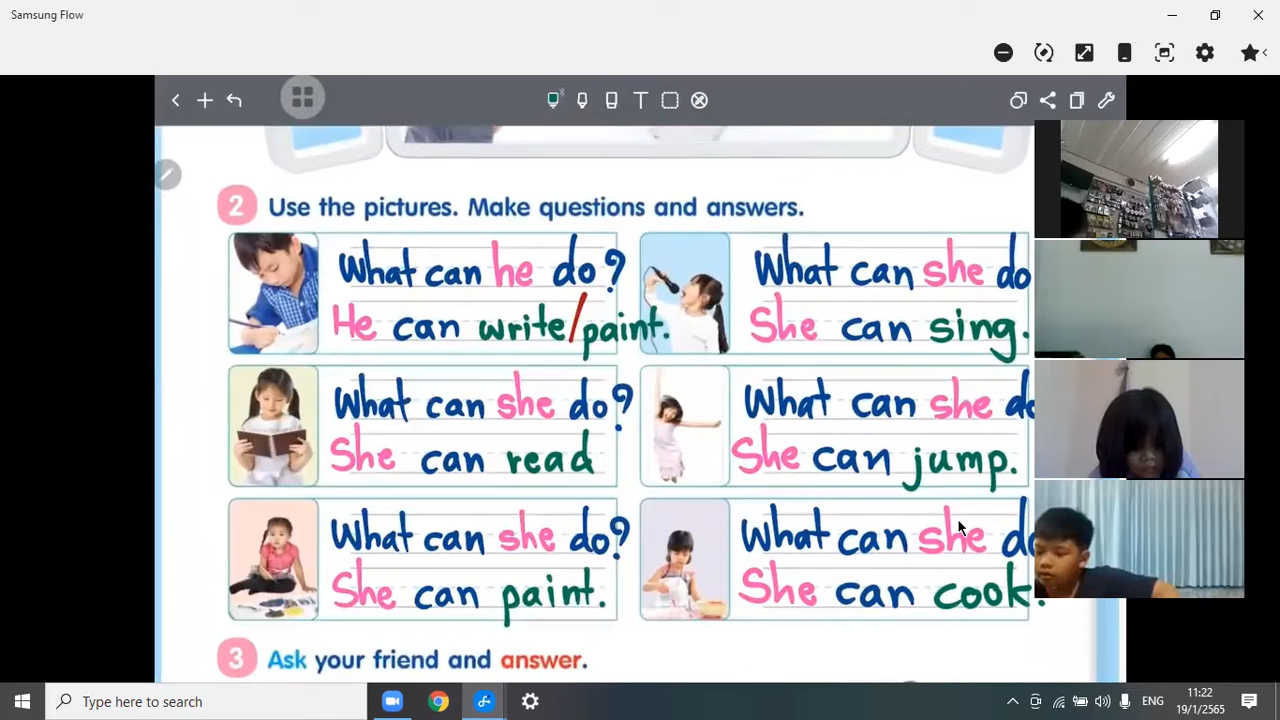 Samsung Flow
T
2 Use the pictures. Make questions and answers.
What can he do?
He can write/paint.
What can she do
She can sing.
What can she do?
She can read
What can she do
She can jump.
What can she do?
She can paint.
What can she do
She can cook.
3 Ask your friend and answer.
Type here to search
ENG
11:22
19/1/2565